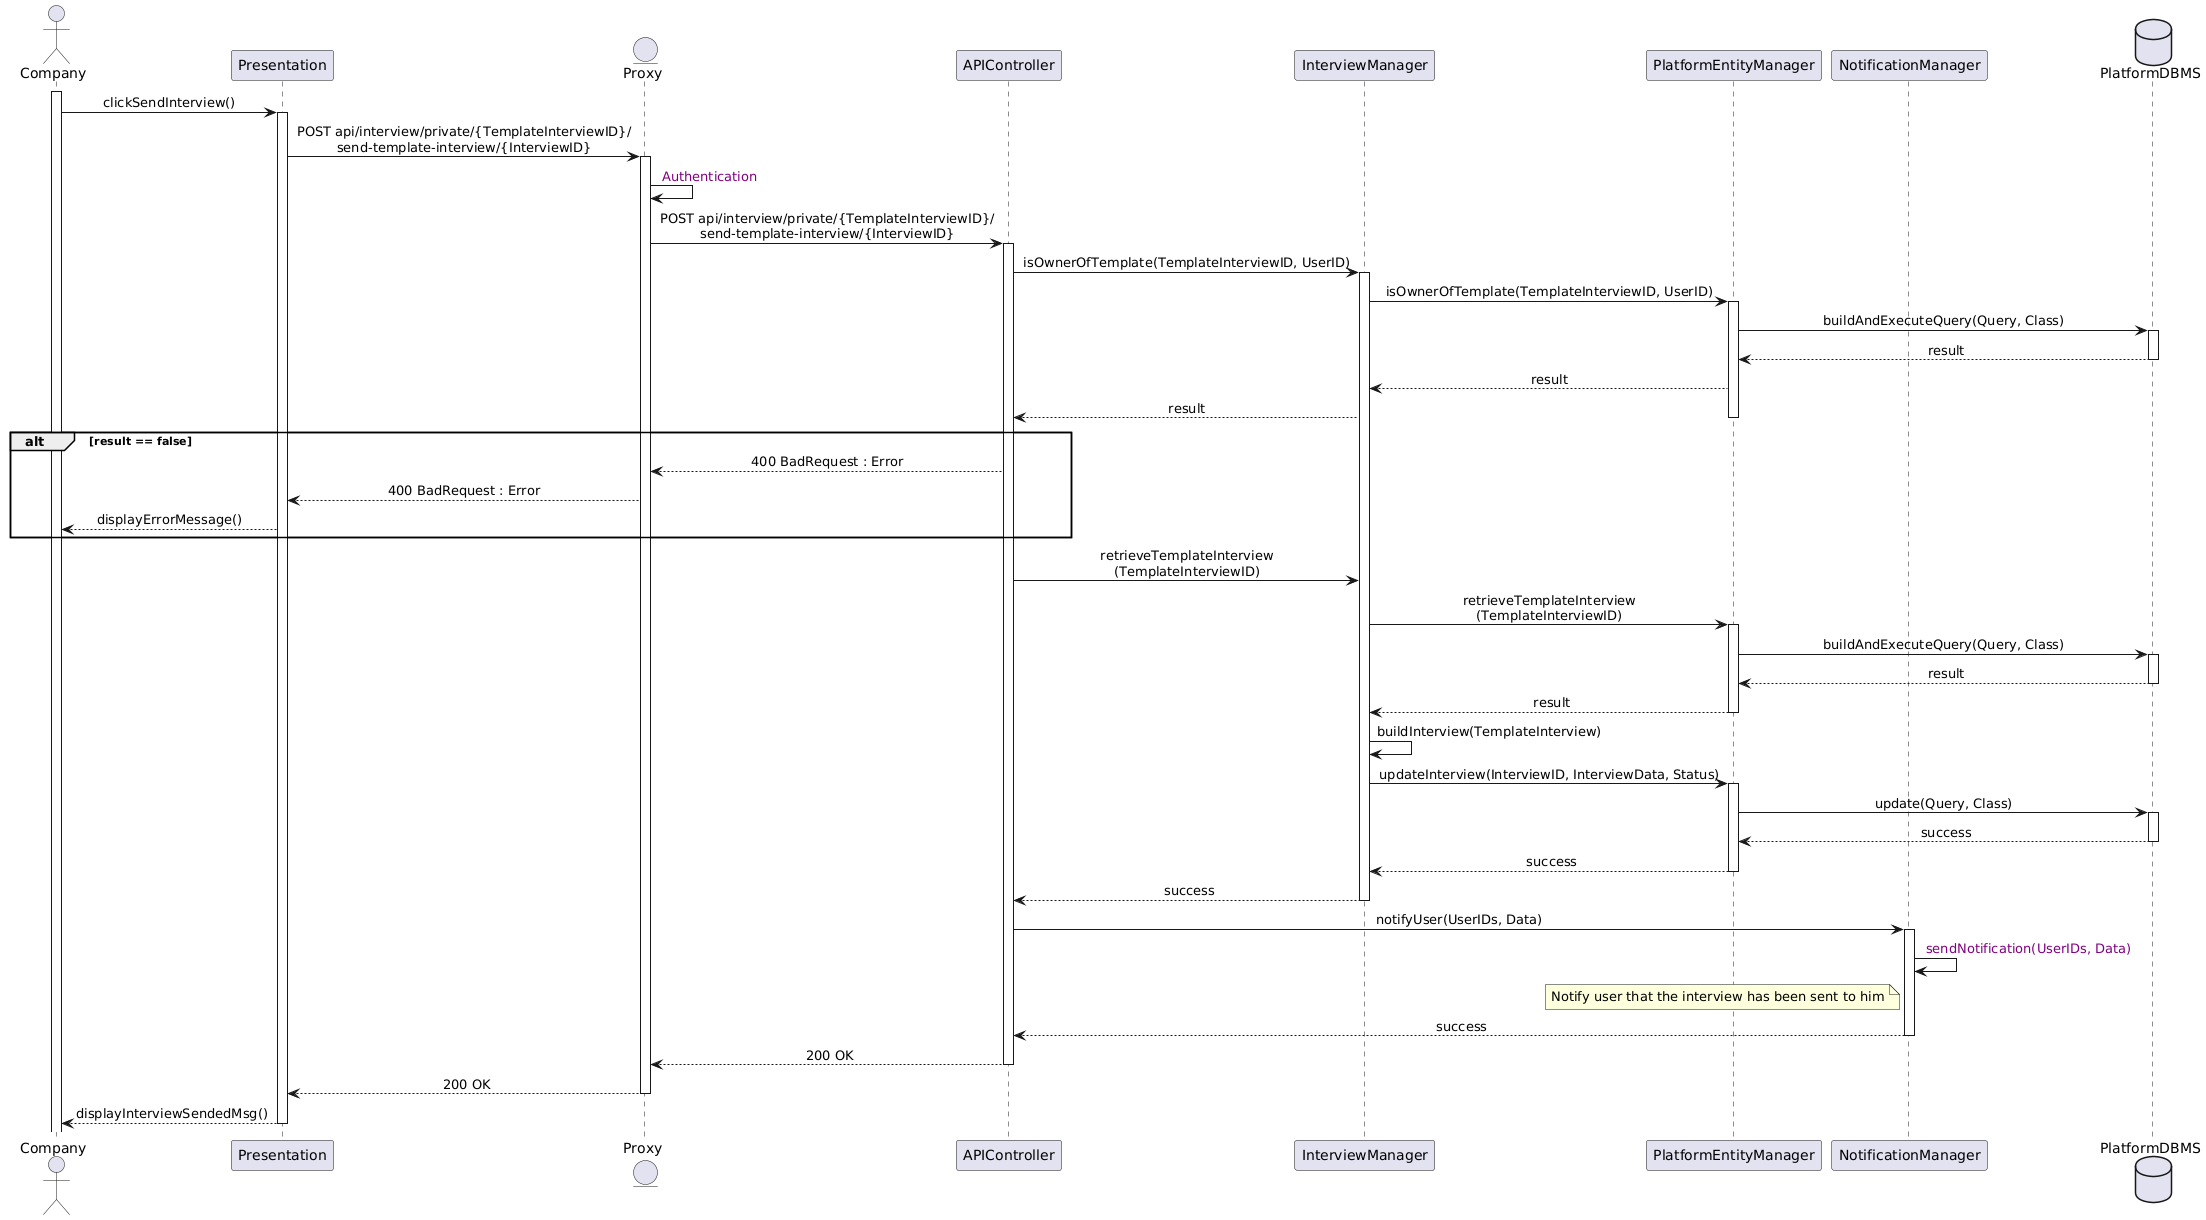 Company
Presentation
Proxy
APIController
InterviewManager
PlatformEntityManager
NotificationManager
PlatformDBMS
clickSendInterview()
POST api/interview/private/{TemplateInterviewID}/
send-template-interview/{InterviewID}
Authentication
POST api/interview/private/{TemplateInterviewID}/
send-template-interview/{InterviewID}
isOwnerOfTemplate(TemplateInterviewID, UserID)
isOwnerOfTemplate(TemplateInterviewID, UserID)
buildAndExecuteQuery(Query, Class)
result
result
result
alt [result == false]
400 BadRequest : Error
400 BadRequest : Error
displayErrorMessage()
retrieveTemplateInterview
(TemplateInterviewID)
retrieveTemplateInterview
(TemplateInterviewID)
buildAndExecuteQuery(Query, Class)
result
result
buildInterview(TemplateInterview)
updateInterview(InterviewID, InterviewData, Status)
update(Query, Class)
success
success
success
notifyUser(UserIDs, Data)
sendNotification(UserIDs, Data)
Notify user that the interview has been sent to him
success
200 OK
200 OK
displayInterviewSendedMsg()
Company
Presentation
Proxy
APIController
InterviewManager
PlatformEntityManager
NotificationManager
PlatformDBMS